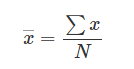 x̄ = ∑x / N